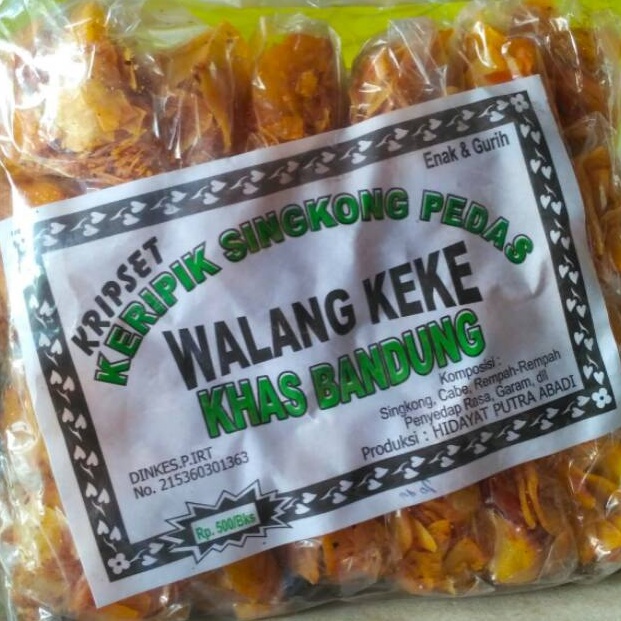 Enak & Gurih
KRIPSET
KERIPIK SINGKONG PEDAS
WALANG KEKE
KHAS BANDUNG
Komposisi :
Singkong, Cabe, Rempah-Rempah
Penyedap Rasa, Garam, dll
Produksi : HIDAYAT PUTRA ABADI
DINKES.P.IRT
No. 215360301363
Rp. 500/Bks